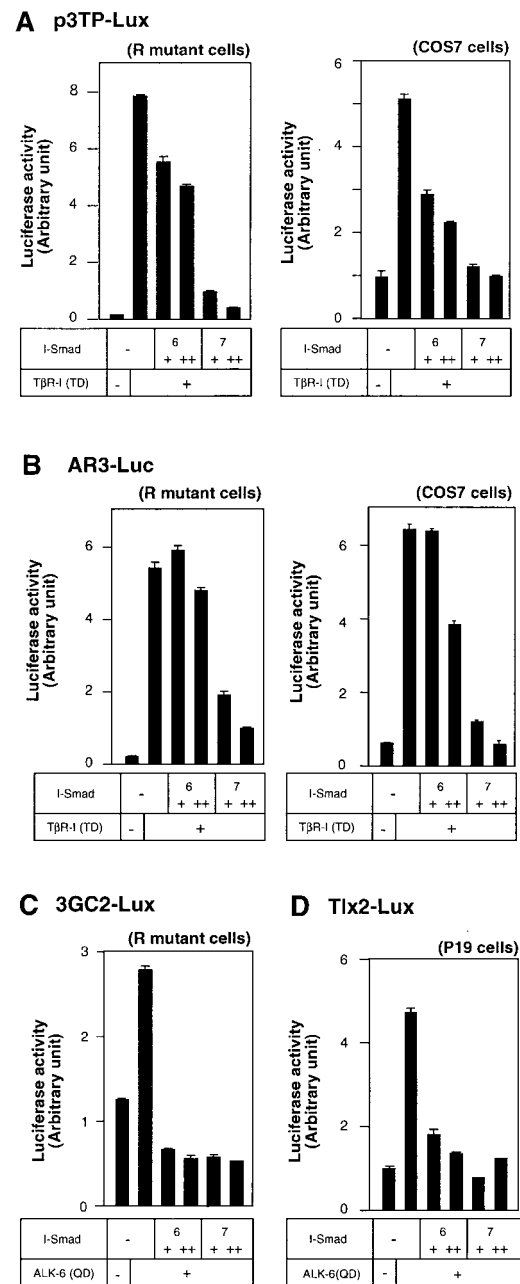 A p3TP-Lux
(R mutant cells)
Luciferase activity
(Arbitrary unit)
8
6
4
2
0
I-Smad - 6 7
+ ++ + ++
TβR-I (TD) - +
(COS7 cells)
Luciferase activity
(Arbitrary unit)
6
4
2
0
I-Smad - 6 7
+ ++ + ++
TβR-I (TD) - +
B AR3-Luc
(R mutant cells)
Luciferase activity
(Arbitrary unit)
6
4
2
0
I-Smad - 6 7
+ ++ + ++
TβR-I (TD) - +
(COS7 cells)
Luciferase activity
(Arbitrary unit)
6
4
2
0
I-Smad - 6 7
+ ++ + ++
TβR-I (TD) - +
C 3GC2-Lux
(R mutant cells)
Luciferase activity
(Arbitrary unit)
3
2
1
0
I-Smad - 6 7
+ ++ + ++
ALK-6 (QD) - +
D Tlx2-Lux
(P19 cells)
Luciferase activity
(Arbitrary unit)
6
4
2
0
I-Smad - 6 7
+ ++ + ++
ALK-6(QD) - +